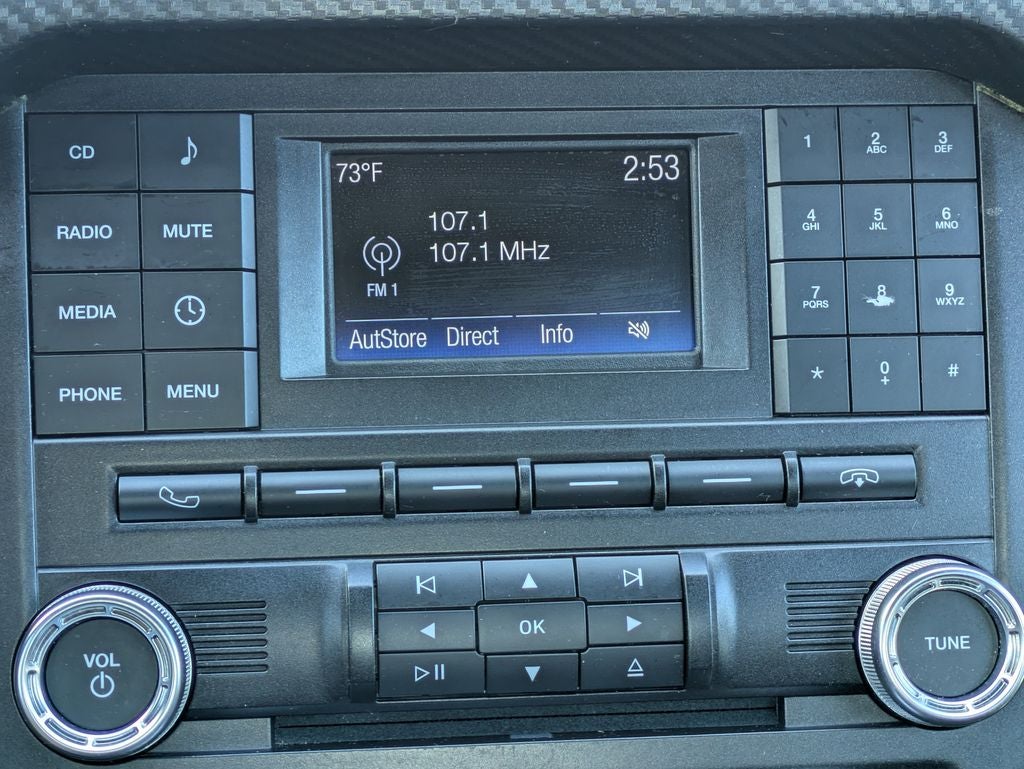 CD
RADIO
MUTE
MEDIA
PHONE
MENU
73°F
2:53
107.1
107.1 MHz
FM 1
AutStore Direct Info
1
2
ABC
3
DEF
4
GHI
5
JKL
6
MNO
7
PQRS
8
9
WXYZ
*
0
+
#
OK
VOL
TUNE